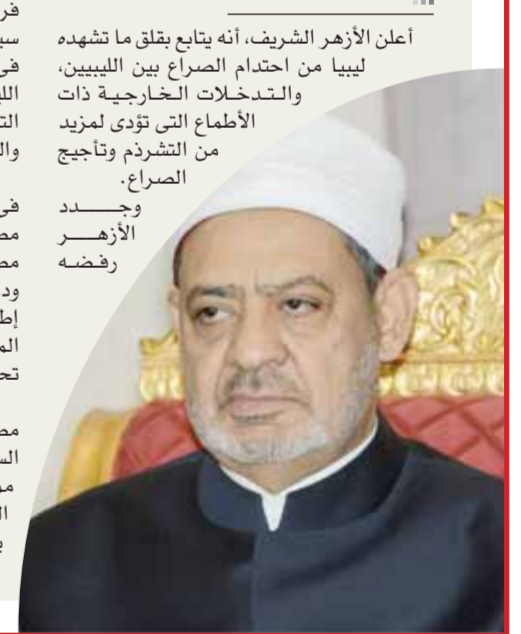 أعلن الأزهر الشريف، أنه يتابع بقلق ما تشهده
ليبيا من احتدام الصراع بين الليبيين،
والتدخلات الخارجية ذات
الأطماع التى تؤدى لمزيد
من التشرذم وتأجيج
الصراع.
وجدد
الأزهر
رفضه